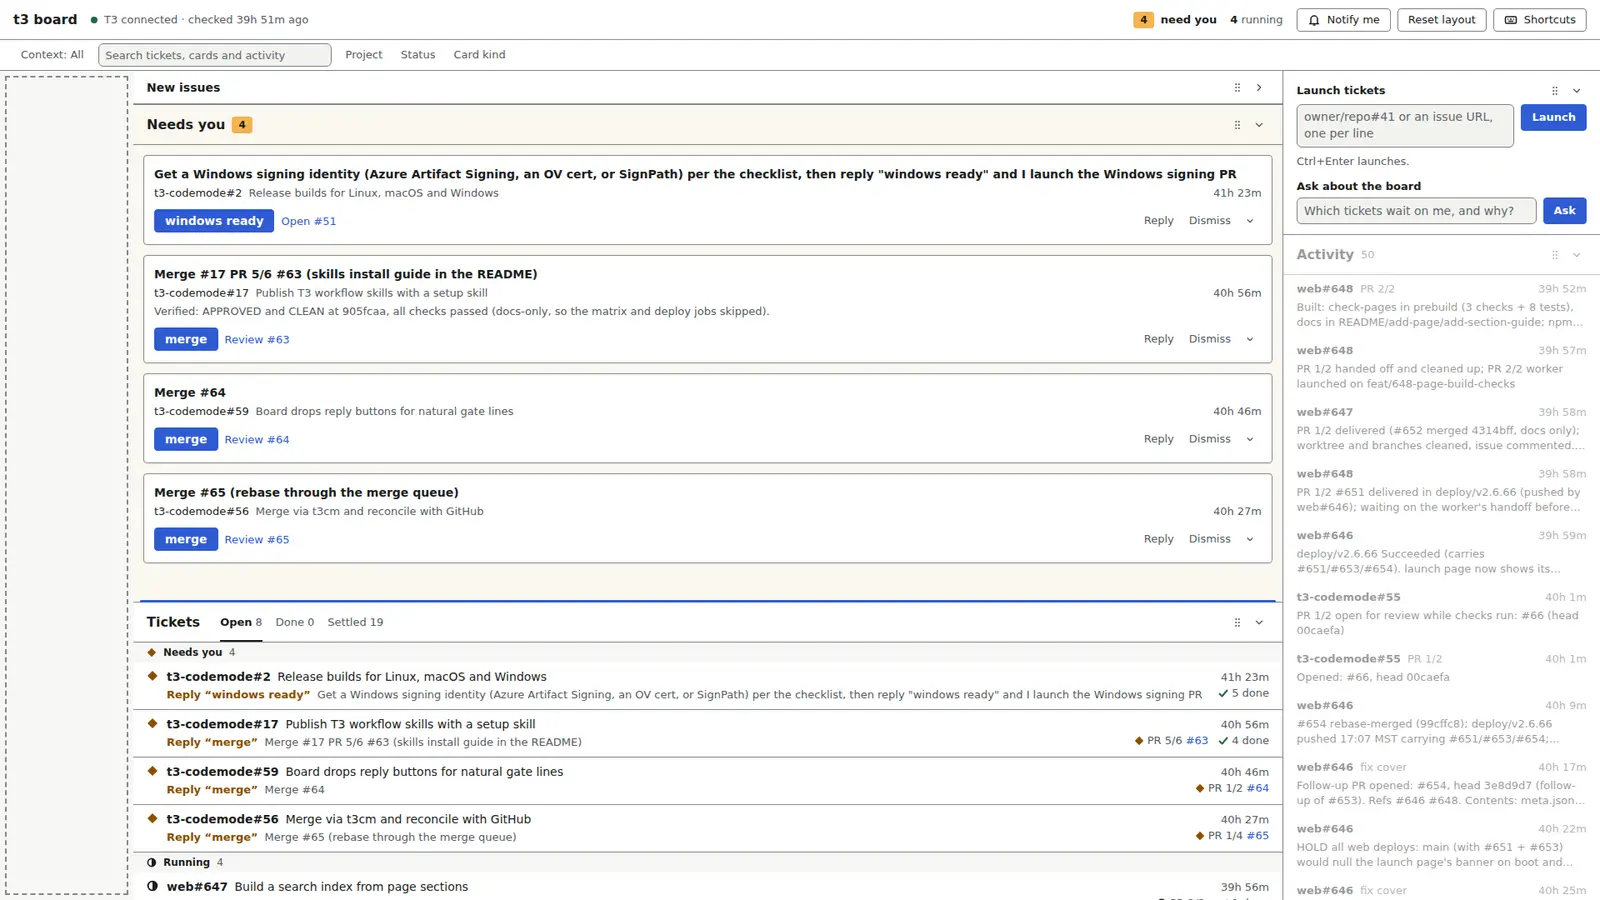 t3 board
T3 connected · checked 39h 51m ago
4 need you
4 running
Notify me
Reset layout
Shortcuts
Context: All
Search tickets, cards and activity
Project
Status
Card kind
New issues
Needs you 4
Get a Windows signing identity (Azure Artifact Signing, an OV cert, or SignPath) per the checklist, then reply "windows ready" and I launch the Windows signing PR
t3-codemode#2 Release builds for Linux, macOS and Windows 41h 23m
windows ready Open #51 Reply Dismiss
Merge #17 PR 5/6 #63 (skills install guide in the README)
t3-codemode#17 Publish T3 workflow skills with a setup skill 40h 56m
Verified: APPROVED and CLEAN at 905fcaa, all checks passed (docs-only, so the matrix and deploy jobs skipped).
merge Review #63 Reply Dismiss
Merge #64
t3-codemode#59 Board drops reply buttons for natural gate lines 40h 46m
merge Review #64 Reply Dismiss
Merge #65 (rebase through the merge queue)
t3-codemode#56 Merge via t3cm and reconcile with GitHub 40h 27m
merge Review #65 Reply Dismiss
Tickets Open 8 Done 0 Settled 19
Needs you 4
t3-codemode#2 Release builds for Linux, macOS and Windows 41h 23m
Reply “windows ready” Get a Windows signing identity (Azure Artifact Signing, an OV cert, or SignPath) per the checklist, then reply "windows ready" and I launch the Windows signing PR 5 done
t3-codemode#17 Publish T3 workflow skills with a setup skill 40h 56m
Reply “merge” Merge #17 PR 5/6 #63 (skills install guide in the README) PR 5/6 #63 4 done
t3-codemode#59 Board drops reply buttons for natural gate lines 40h 46m
Reply “merge” Merge #64 PR 1/2 #64
t3-codemode#56 Merge via t3cm and reconcile with GitHub 40h 27m
Reply “merge” Merge #65 (rebase through the merge queue) PR 1/4 #65
Running 4
web#647 Build a search index from page sections 39h 56m
Launch tickets
owner/repo#41 or an issue URL,
one per line
Launch
Ctrl+Enter launches.
Ask about the board
Which tickets wait on me, and why?
Ask
Activity 50
web#648 PR 2/2 39h 52m
Built: check-pages in prebuild (3 checks + 8 tests),
docs in README/add-page/add-section-guide; npm...
web#648 39h 57m
PR 1/2 handed off and cleaned up; PR 2/2 worker
launched on feat/648-page-build-checks
web#647 39h 58m
PR 1/2 delivered (#652 merged 4314bff, docs only);
worktree and branches cleaned, issue commented....
web#648 39h 58m
PR 1/2 #651 delivered in deploy/v2.6.66 (pushed by
web#646); waiting on the worker's handoff before...
web#646 39h 59m
deploy/v2.6.66 Succeeded (carries
#651/#653/#654). launch page now shows its...
t3-codemode#55 40h 1m
PR 1/2 open for review while checks run: #66 (head
00caefa)
t3-codemode#55 PR 1/2 40h 1m
Opened: #66, head 00caefa
web#646 40h 9m
#654 rebase-merged (99cffc8); deploy/v2.6.66
pushed 17:07 MST carrying #651/#653/#654;...
web#646 fix cover 40h 17m
Follow-up PR opened: #654, head 3e8d9d7 (follow-
up of #653). Refs #646 #648. Contents: meta.json...
web#646 40h 22m
HOLD all web deploys: main (with #651 + #653)
would null the launch page's banner on boot and...
web#646 fix cover 40h 25m